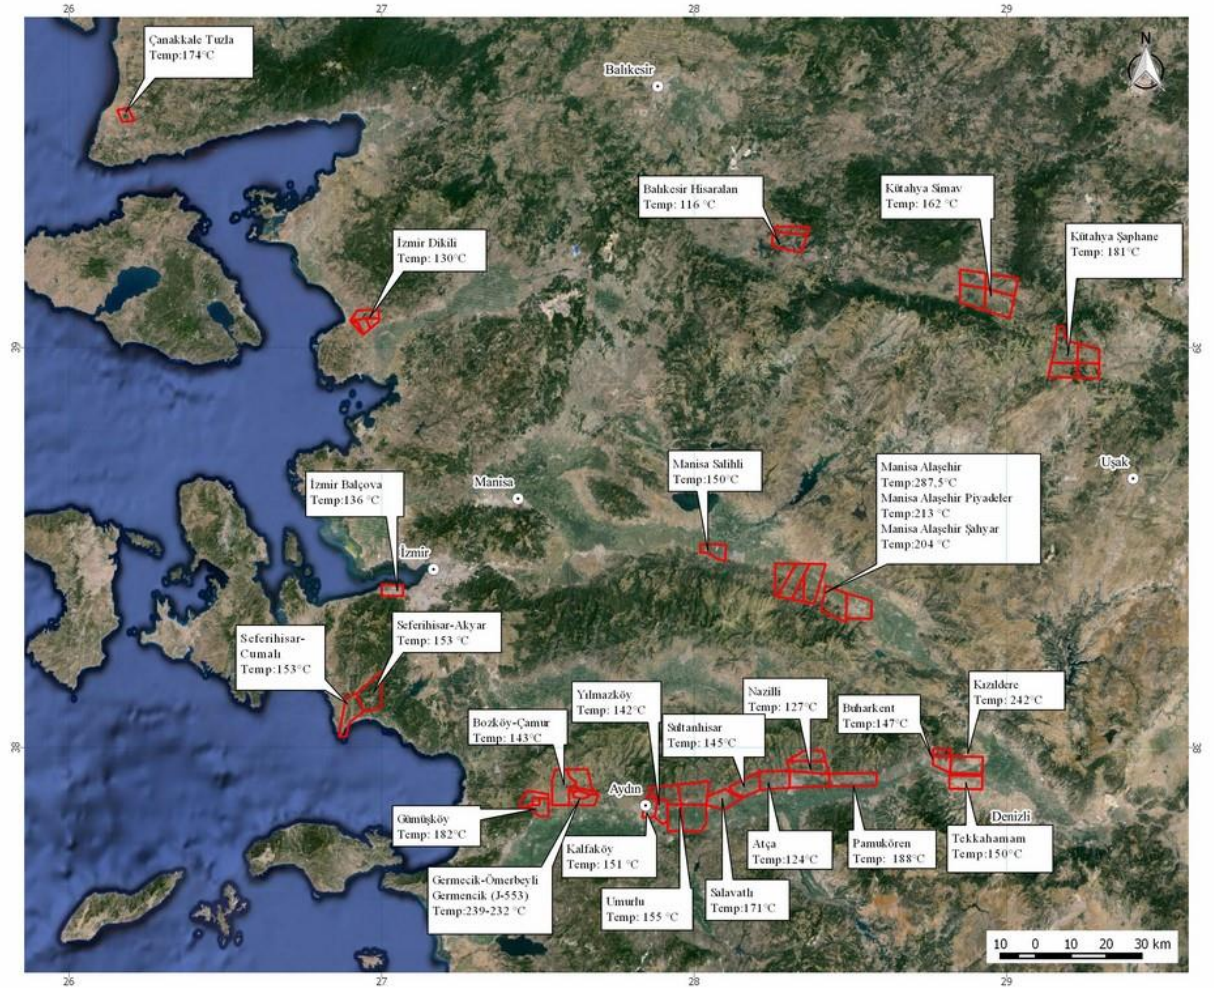 26
27
28
29
N
Çanakkale Tuzla
Temp:174°C
Balıkesir
Balıkesir Hisaralan
Temp: 116 °C
Kütahya Simav
Temp: 162 °C
Kütahya Şaphane
Temp: 181°C
İzmir Dikili
Temp: 130°C
39
39
Uşak
Manisa
Manisa Salihli
Temp:150°C
Manisa Alaşehir
Temp:287,5°C
Manisa Alaşehir Piyadeler
Temp:213 °C
Manisa Alaşehir Şahyar
Temp:204 °C
İzmir Balçova
Temp:136 °C
İzmir
Seferihisar-Akyar
Temp: 153 °C
Seferihisar-
Cumalı
Temp:153°C
Kızıldere
Temp: 242°C
Yılmazköy
Temp: 142°C
Nazilli
Temp: 127°C
Buharkent
Temp:147°C
Bozköy-Çamur
Temp: 143°C
Sultanhisar
Temp: 145°C
38
38
Aydın
Gümüşköy
Temp: 182°C
Denizli
Kalfaköy
Temp: 151 °C
Atça
Temp:124°C
Pamukören
Temp: 188°C
Tekkahamam
Temp:150°C
Germecik-Ömerbeyli
Germencik (J-553)
Temp:239-232 °C
Umurlu
Temp: 155 °C
Salavatlı
Temp:171°C
10 0 10 20 30 km
26
27
28
29